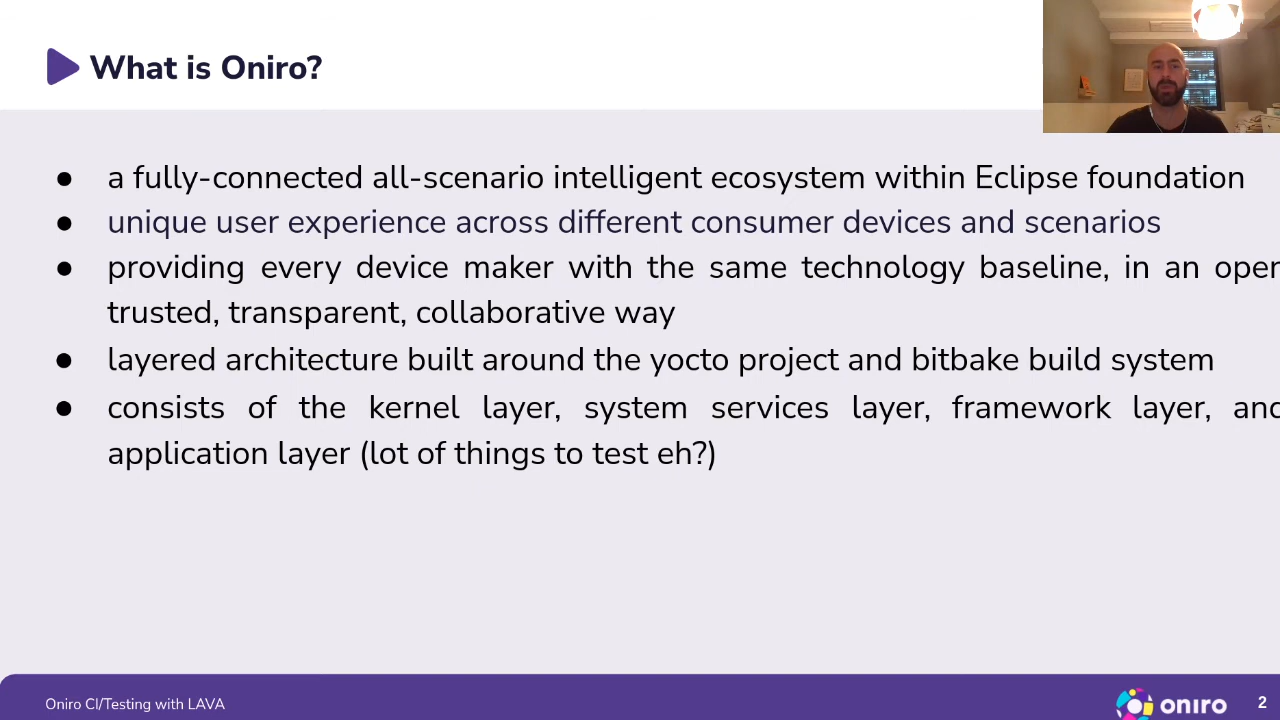 What is Oniro?
● a fully-connected all-scenario intelligent ecosystem within Eclipse foundation
● unique user experience across different consumer devices and scenarios
● providing every device maker with the same technology baseline, in an open
trusted, transparent, collaborative way
● layered architecture built around the yocto project and bitbake build system
● consists of the kernel layer, system services layer, framework layer, and
application layer (lot of things to test eh?)
Oniro CI/Testing with LAVA
oniro
2